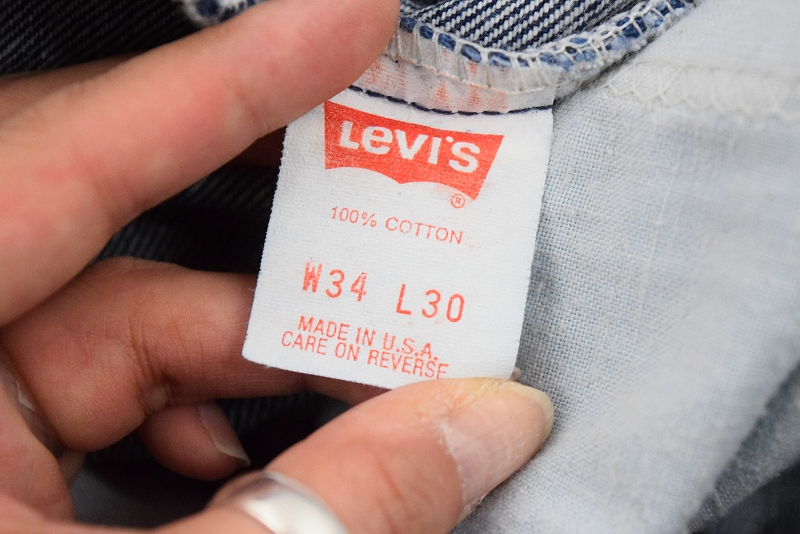 Levi's ®
100% COTTON
W34 L30
MADE IN U.S.A.
CARE ON REVERSE